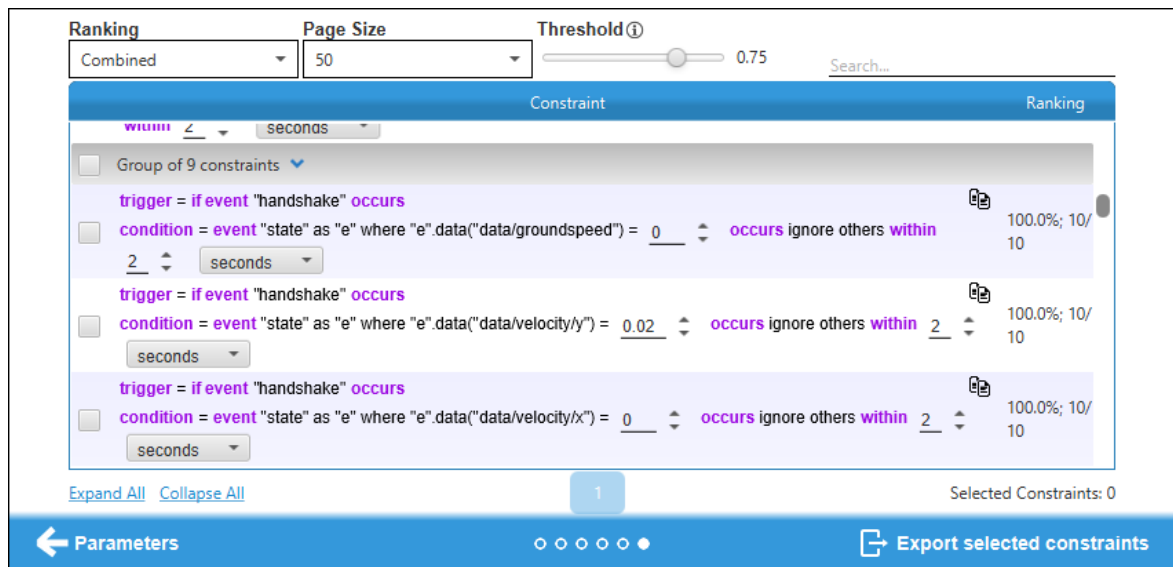 Ranking Page Size Threshold
Combined 50 0.75 Search...
Constraint Ranking
within 2 seconds
Group of 9 constraints
trigger = if event "handshake" occurs
condition = event "state" as "e" where "e".data("data/groundspeed") = 0 occurs ignore others within
2 seconds
100.0%; 10/
10
trigger = if event "handshake" occurs
condition = event "state" as "e" where "e".data("data/velocity/y") = 0.02 occurs ignore others within 2
seconds
100.0%; 10/
10
trigger = if event "handshake" occurs
condition = event "state" as "e" where "e".data("data/velocity/x") = 0 occurs ignore others within 2
seconds
100.0%; 10/
10
Expand All Collapse All 1 Selected Constraints: 0
Parameters Export selected constraints